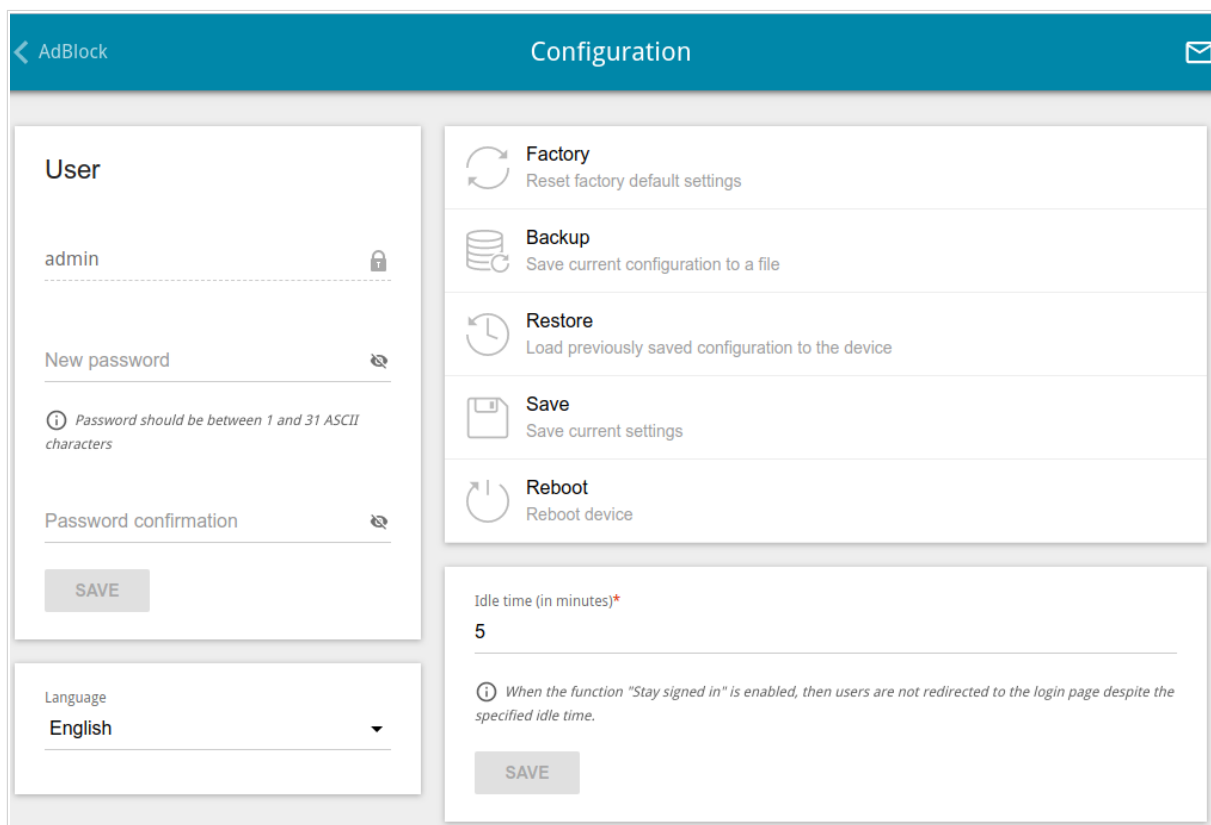 AdBlock
Configuration
User
admin
New password
Password should be between 1 and 31 ASCII
characters
Password confirmation
SAVE
Language
English
Factory
Reset factory default settings
Backup
Save current configuration to a file
Restore
Load previously saved configuration to the device
Save
Save current settings
Reboot
Reboot device
Idle time (in minutes)*
5
When the function "Stay signed in" is enabled, then users are not redirected to the login page despite the
specified idle time.
SAVE